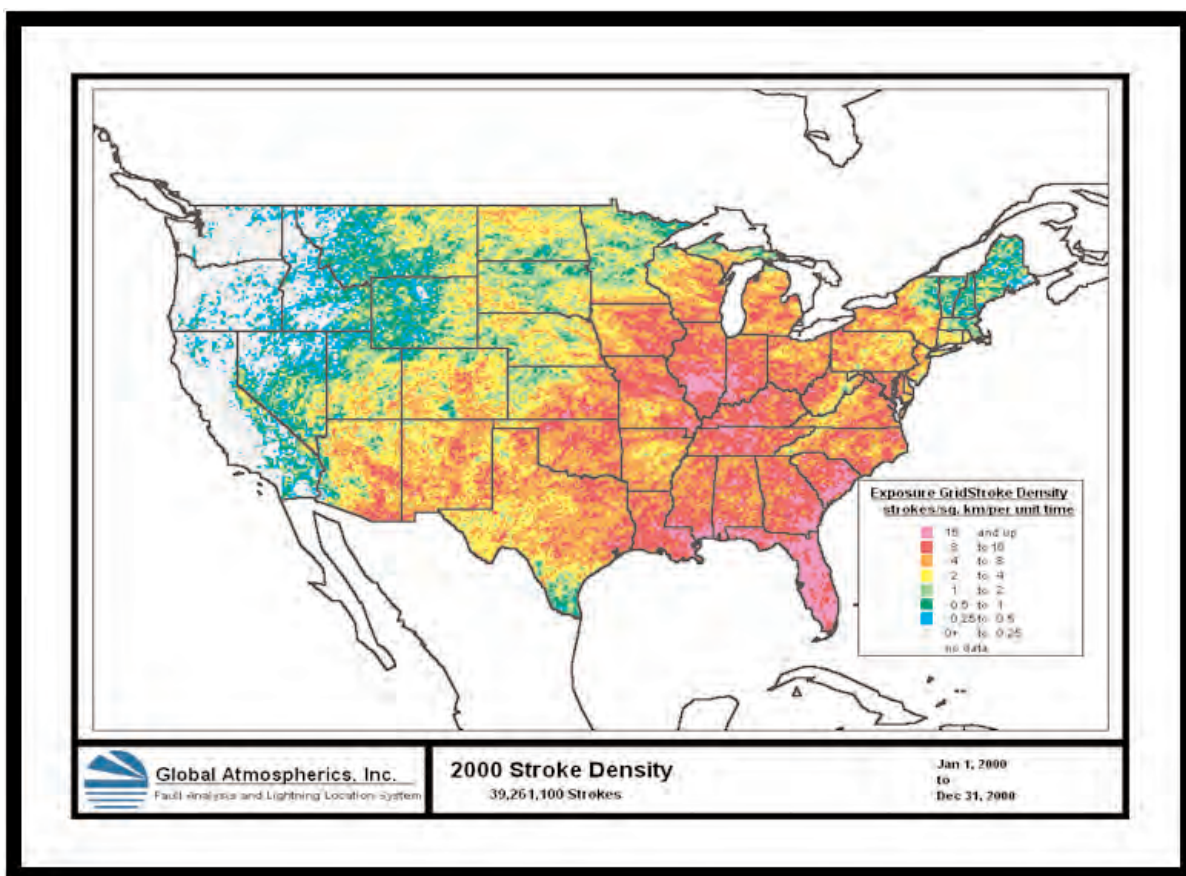 Exposure GridStroke Density
strokes/sq. km/per unit time
16 and up
8 to 16
4 to 8
2 to 4
1 to 2
0.5 to 1
0.25 to 0.5
0+ to 0.25
no data
Global Atmospherics, Inc.
Fault Analysis and Lightning Location System
2000 Stroke Density
39,261,100 Strokes
Jan 1, 2000
to
Dec 31, 2000